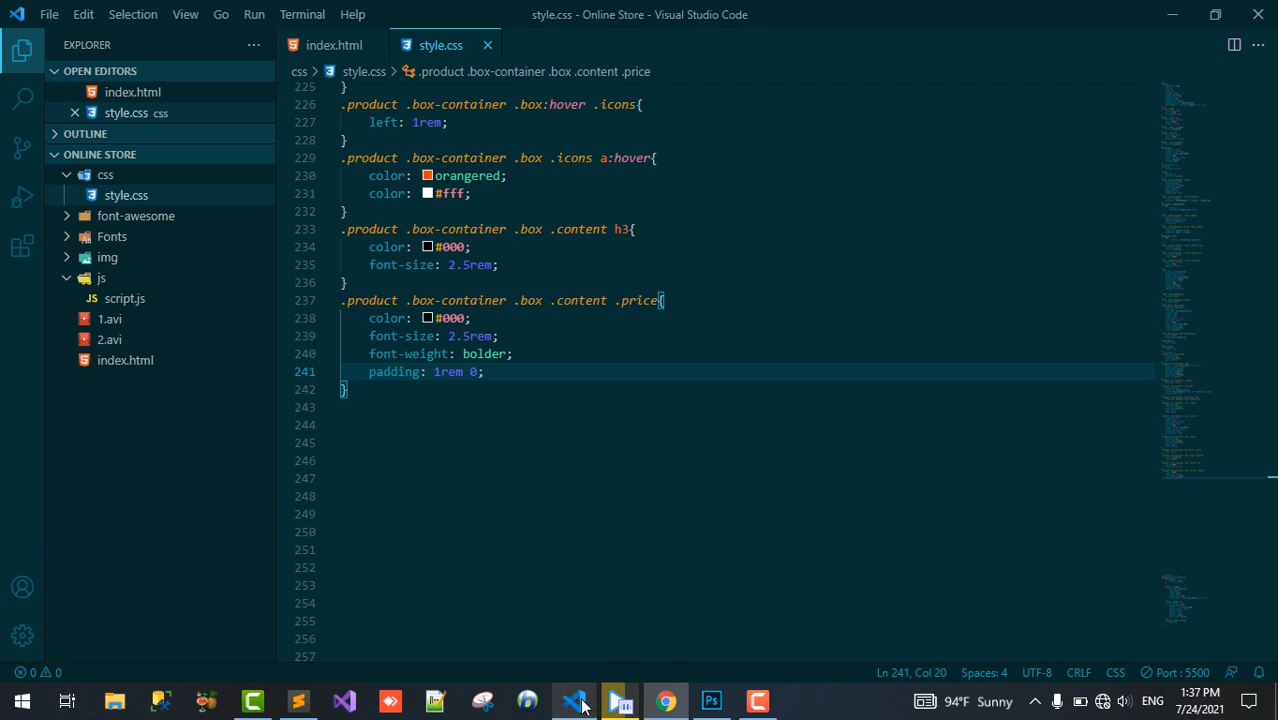 File Edit Selection View Go Run Terminal Help style.css - Online Store - Visual Studio Code
EXPLORER
OPEN EDITORS
index.html
style.css css
OUTLINE
ONLINE STORE
css
style.css
font-awesome
Fonts
img
js
JS script.js
1.avi
2.avi
index.html
index.html style.css
css > style.css > .product .box-container .box .content .price
225 }
226 .product .box-container .box:hover .icons{
227 left: 1rem;
228 }
229 .product .box-container .box .icons a:hover{
230 color: orangered;
231 color: #fff;
232 }
233 .product .box-container .box .content h3{
234 color: #000;
235 font-size: 2.5rem;
236 }
237 .product .box-container .box .content .price{
238 color: #000;
239 font-size: 2.5rem;
240 font-weight: bolder;
241 padding: 1rem 0;
242 }
243
244
245
246
247
248
249
250
251
252
253
254
255
256
257
0 0 Ln 241, Col 20 Spaces: 4 UTF-8 CRLF CSS Port : 5500
Ps 94°F Sunny ENG 1:37 PM
7/24/2021